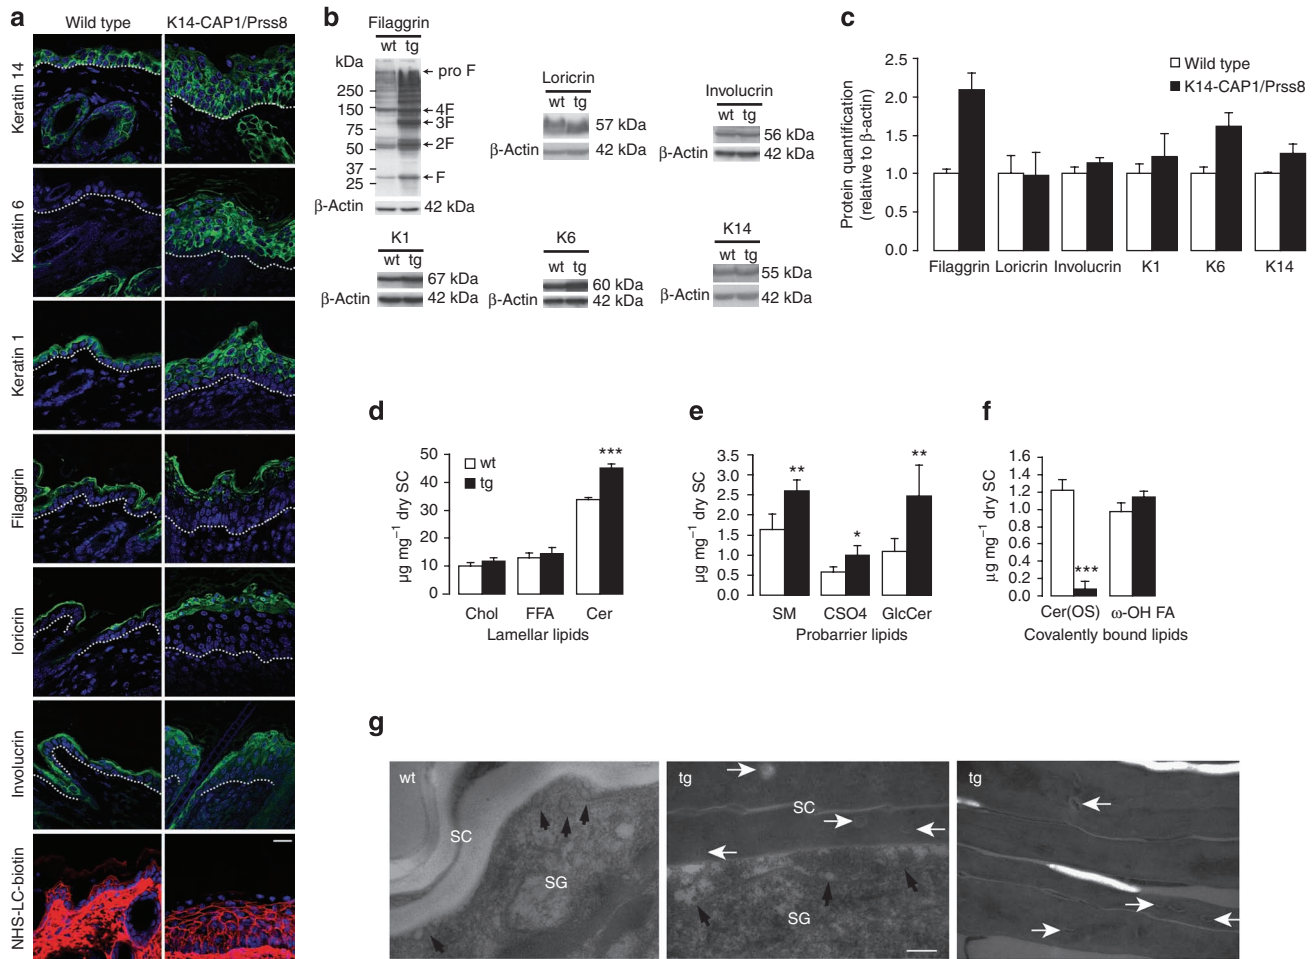 a
Wild type K14-CAP1/Prss8
Keratin 14
Keratin 6
Keratin 1
Filaggrin
loricrin
Involucrin
NHS-LC-biotin
b
Filaggrin
wt tg
kDa
250
150
75
50
37
25
pro F
4F
3F
2F
F
β-Actin 42 kDa
Loricrin
wt tg
57 kDa
β-Actin 42 kDa
Involucrin
wt tg
56 kDa
β-Actin 42 kDa
K1
wt tg
67 kDa
β-Actin 42 kDa
K6
wt tg
60 kDa
β-Actin 42 kDa
K14
wt tg
55 kDa
β-Actin 42 kDa
c
Protein quantification
(relative to β-actin)
2.5
2.0
1.5
1.0
0.5
0.0
Wild type
K14-CAP1/Prss8
Filaggrin Loricrin Involucrin K1 K6 K14
d
µg mg⁻¹ dry SC
50
40
30
20
10
0
wt
tg
***
Chol FFA Cer
Lamellar lipids
e
µg mg⁻¹ dry SC
3.5
3.0
2.5
2.0
1.5
1.0
0.5
0.0
** * **
SM CSO4 GlcCer
Probarrier lipids
f
µg mg⁻¹ dry SC
1.6
1.4
1.2
1.0
0.8
0.6
0.4
0.2
0.0
***
Cer(OS) ω-OH FA
Covalently bound lipids
g
wt
SC
SG
tg
SC
SG
tg